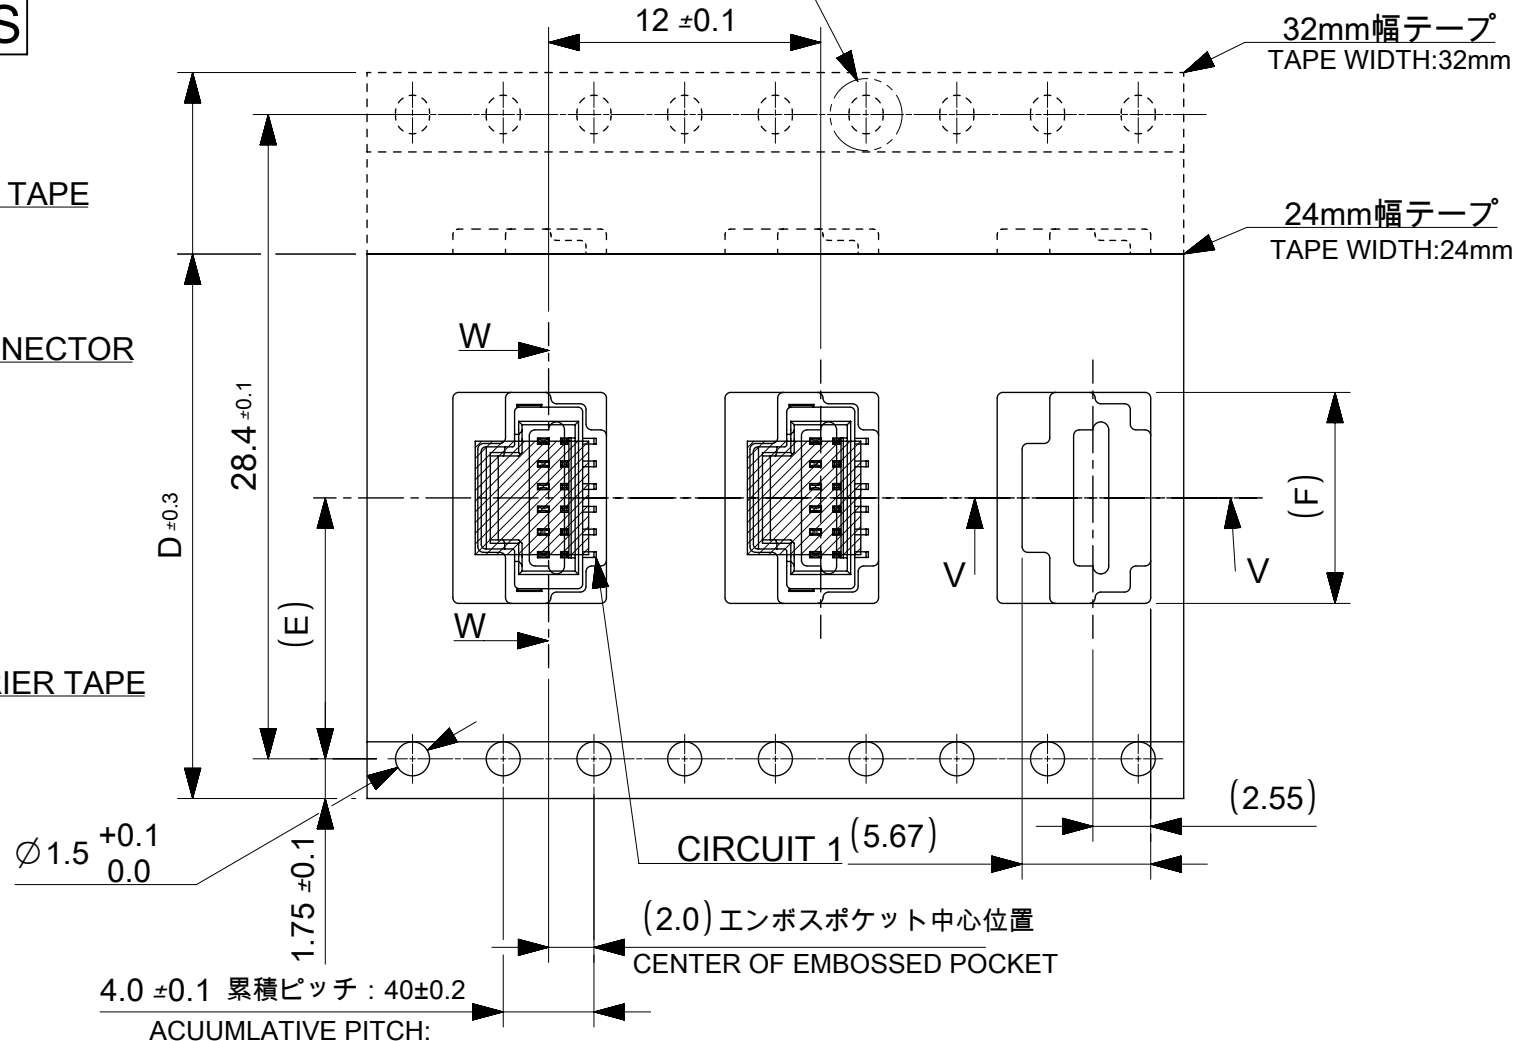 S
12 ±0.1
32mm幅テープ
TAPE WIDTH:32mm
TAPE
24mm幅テープ
TAPE WIDTH:24mm
W
NECTOR
28.4 ±0.1
D ±0.3
(F)
V
V
(E)
W
RIER TAPE
(2.55)
∅1.5 +0.1
0.0
CIRCUIT 1
(5.67)
1.75 ±0.1
(2.0)エンボスポケット中心位置
CENTER OF EMBOSSED POCKET
4.0 ±0.1 累積ピッチ：40±0.2
ACUUMLATIVE PITCH: